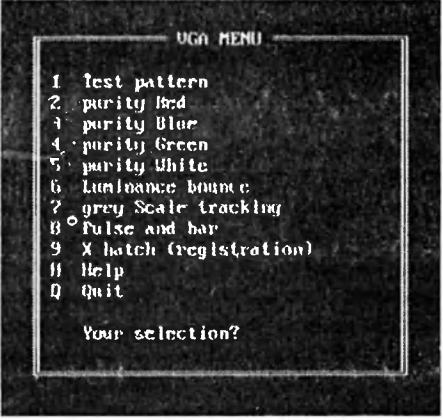 VGA MENU
1 Test pattern
2 purity Red
3 purity Blue
4 purity Green
5 purity White
6 Luminance bounce
7 grey Scale tracking
8 Pulse and bar
9 X hatch (registration)
H Help
Q Quit
Your selection?